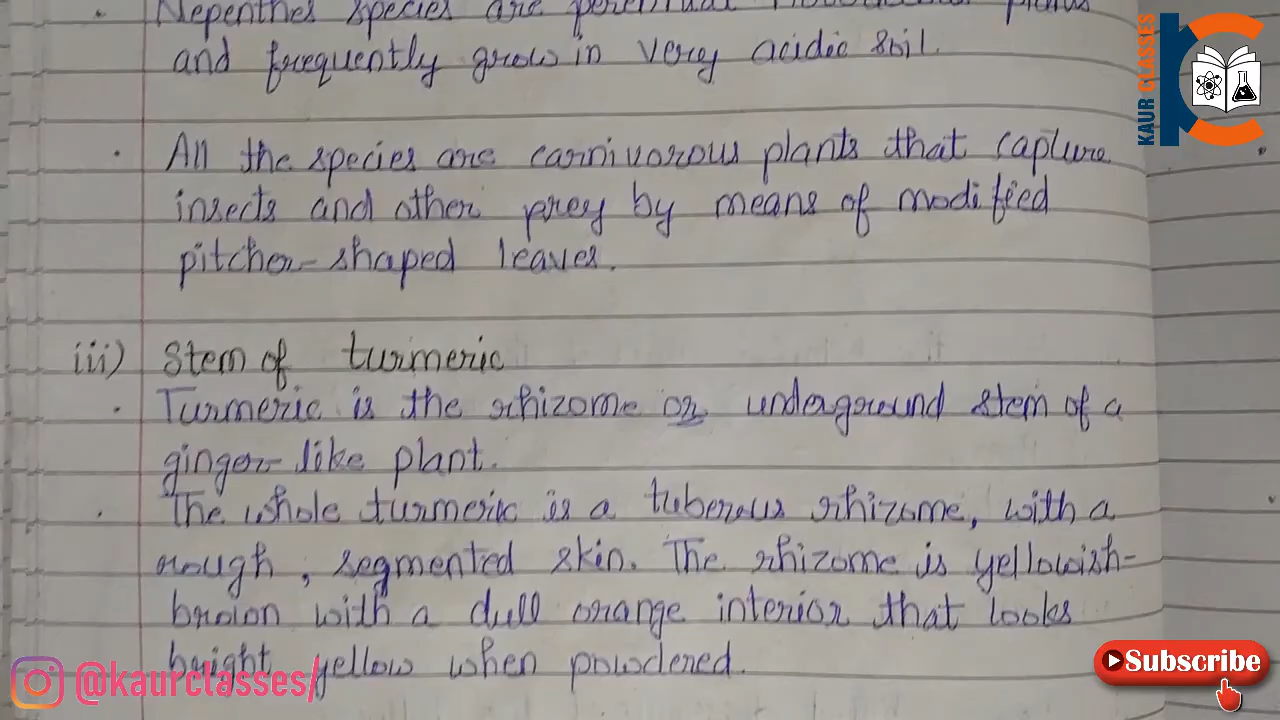 Nepenthes species are
and frequently grow in very acidic soil.
· All the species are carnivorous plants that capture
insects and other prey by means of modified
pitcher-shaped leaves.
iii) Stem of turmeric
· Turmeric is the rhizome or underground stem of a
ginger-like plant.
· The whole turmeric is a tuberous rhizome, with a
rough, segmented skin. The rhizome is yellowish-
brown with a dull orange interior that looks
bright yellow when powdered.
KAUR CLASSES
@kaurclasses/
Subscribe